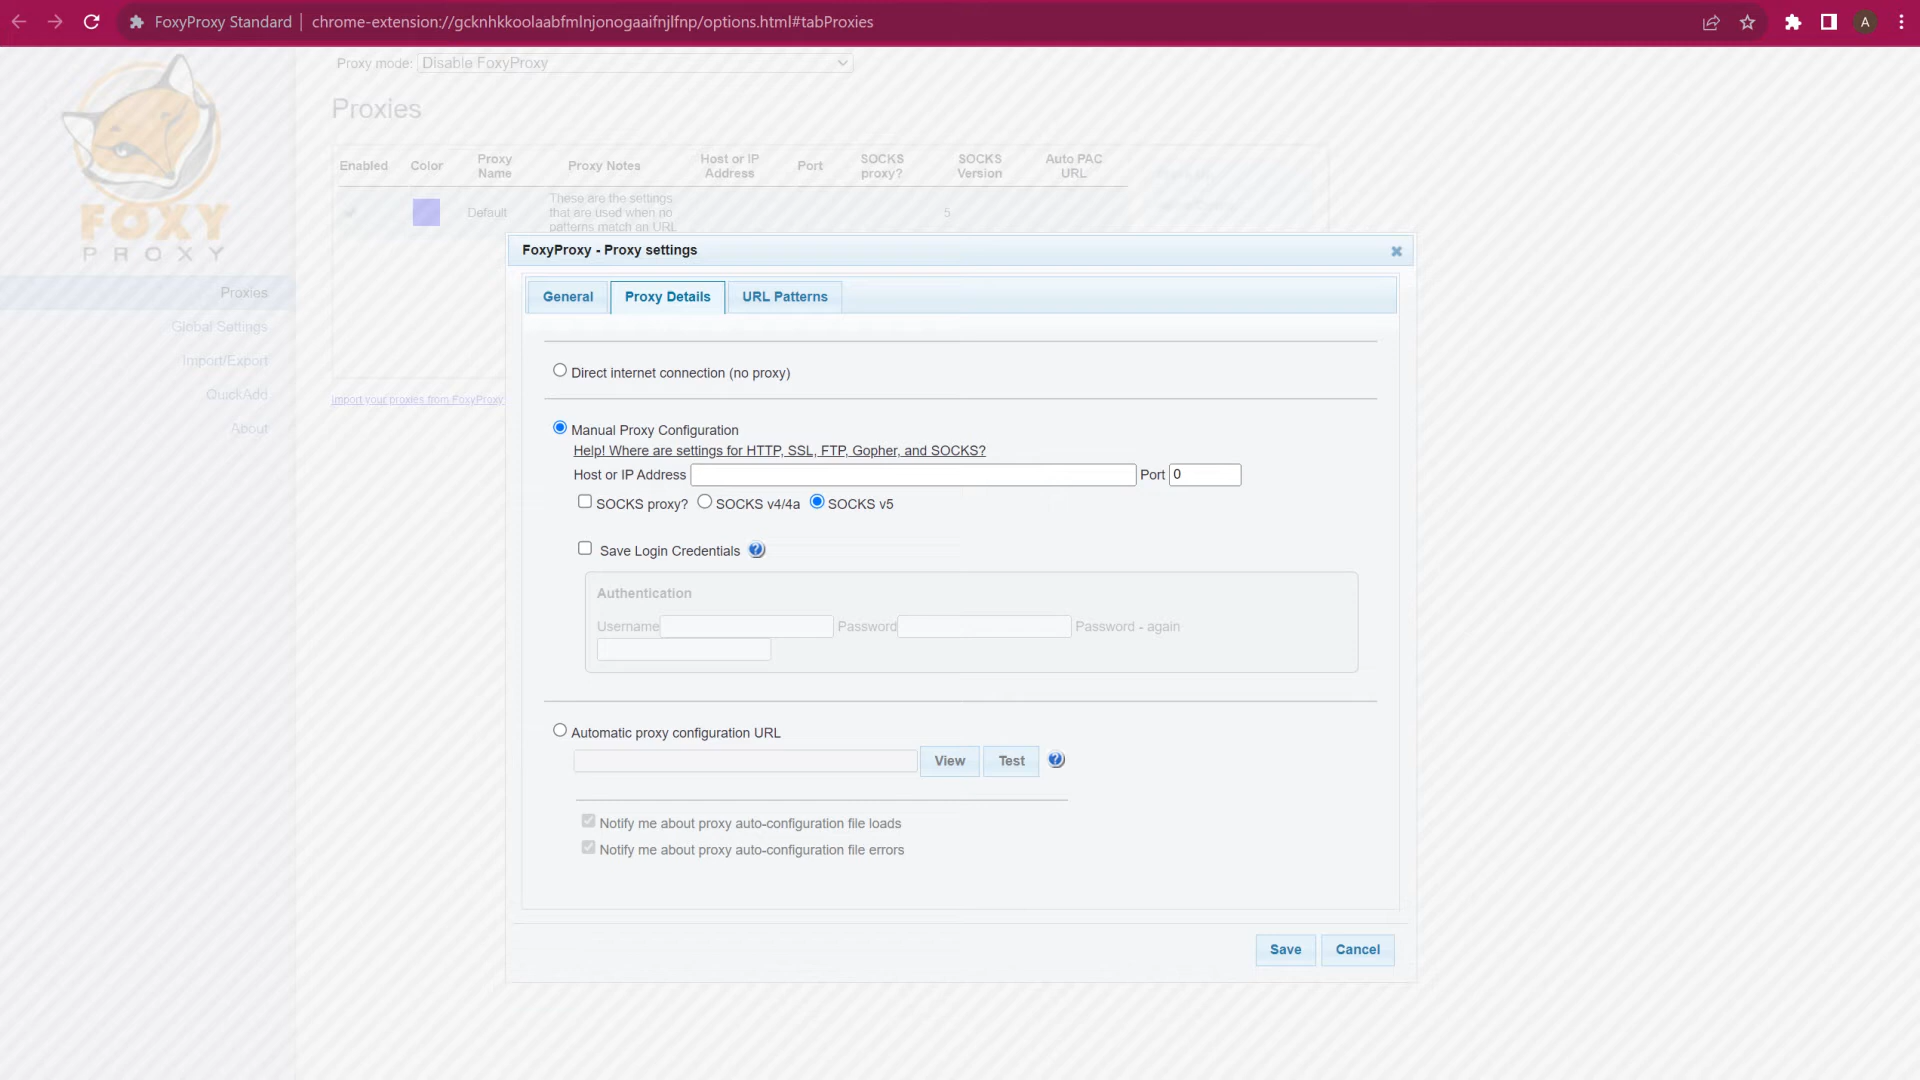 FoxyProxy Standard | chrome-extension://gcknhkkoolaabfmlnjonogaaifnjlfnp/options.html#tabProxies
A
Proxy mode: Disable FoxyProxy
Proxies
Enabled Color Proxy Name Proxy Notes Host or IP Address Port SOCKS proxy? SOCKS Version Auto PAC URL
Default These are the settings 5
that are used when no
patterns match an URL
FOXY
PROXY
Proxies
Global Settings
Import/Export
QuickAdd
About
Import your proxies from FoxyProxy
FoxyProxy - Proxy settings
General Proxy Details URL Patterns
Direct internet connection (no proxy)
Manual Proxy Configuration
Help! Where are settings for HTTP, SSL, FTP, Gopher, and SOCKS?
Host or IP Address Port 0
SOCKS proxy? SOCKS v4/4a SOCKS v5
Save Login Credentials ?
Authentication
Username Password Password - again
Automatic proxy configuration URL
View Test ?
Notify me about proxy auto-configuration file loads
Notify me about proxy auto-configuration file errors
Save Cancel